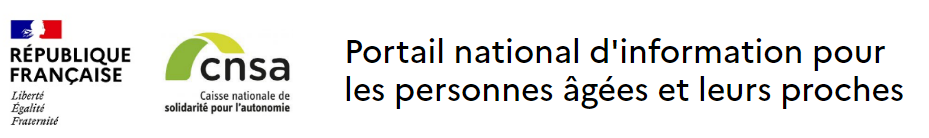 RÉPUBLIQUE
FRANÇAISE
Liberté
Égalité
Fraternité
cnsa
Caisse nationale de
solidarité pour l'autonomie
Portail national d'information pour
les personnes âgées et leurs proches